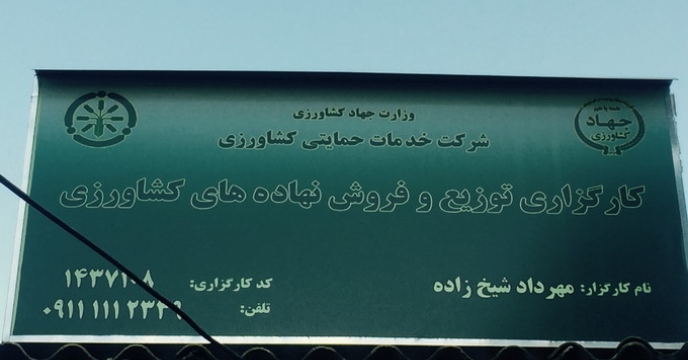 وزارت جهاد کشاورزی
شرکت خدمات حمایتی کشاورزی
جهاد
کشاورزی
کارگزاری توزیع و فروش نهاده های کشاورزی
نام کارگزار: مهرداد شیخ زاده
کد کارگزاری: ۱۴۳۷۱۰۸
تلفن: ۰۹۱۱ ۱۱۱ ۲۳۳۹